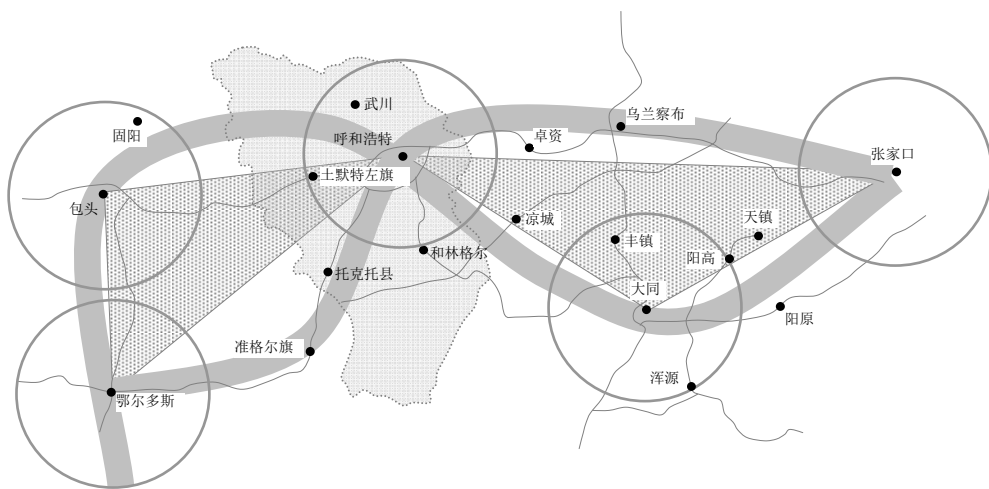 武川
乌兰察布
固阳
呼和浩特
卓资
张家口
土默特左旗
包头
凉城
天镇
丰镇
和林格尔
阳高
托克托县
大同
阳原
准格尔旗
浑源
鄂尔多斯